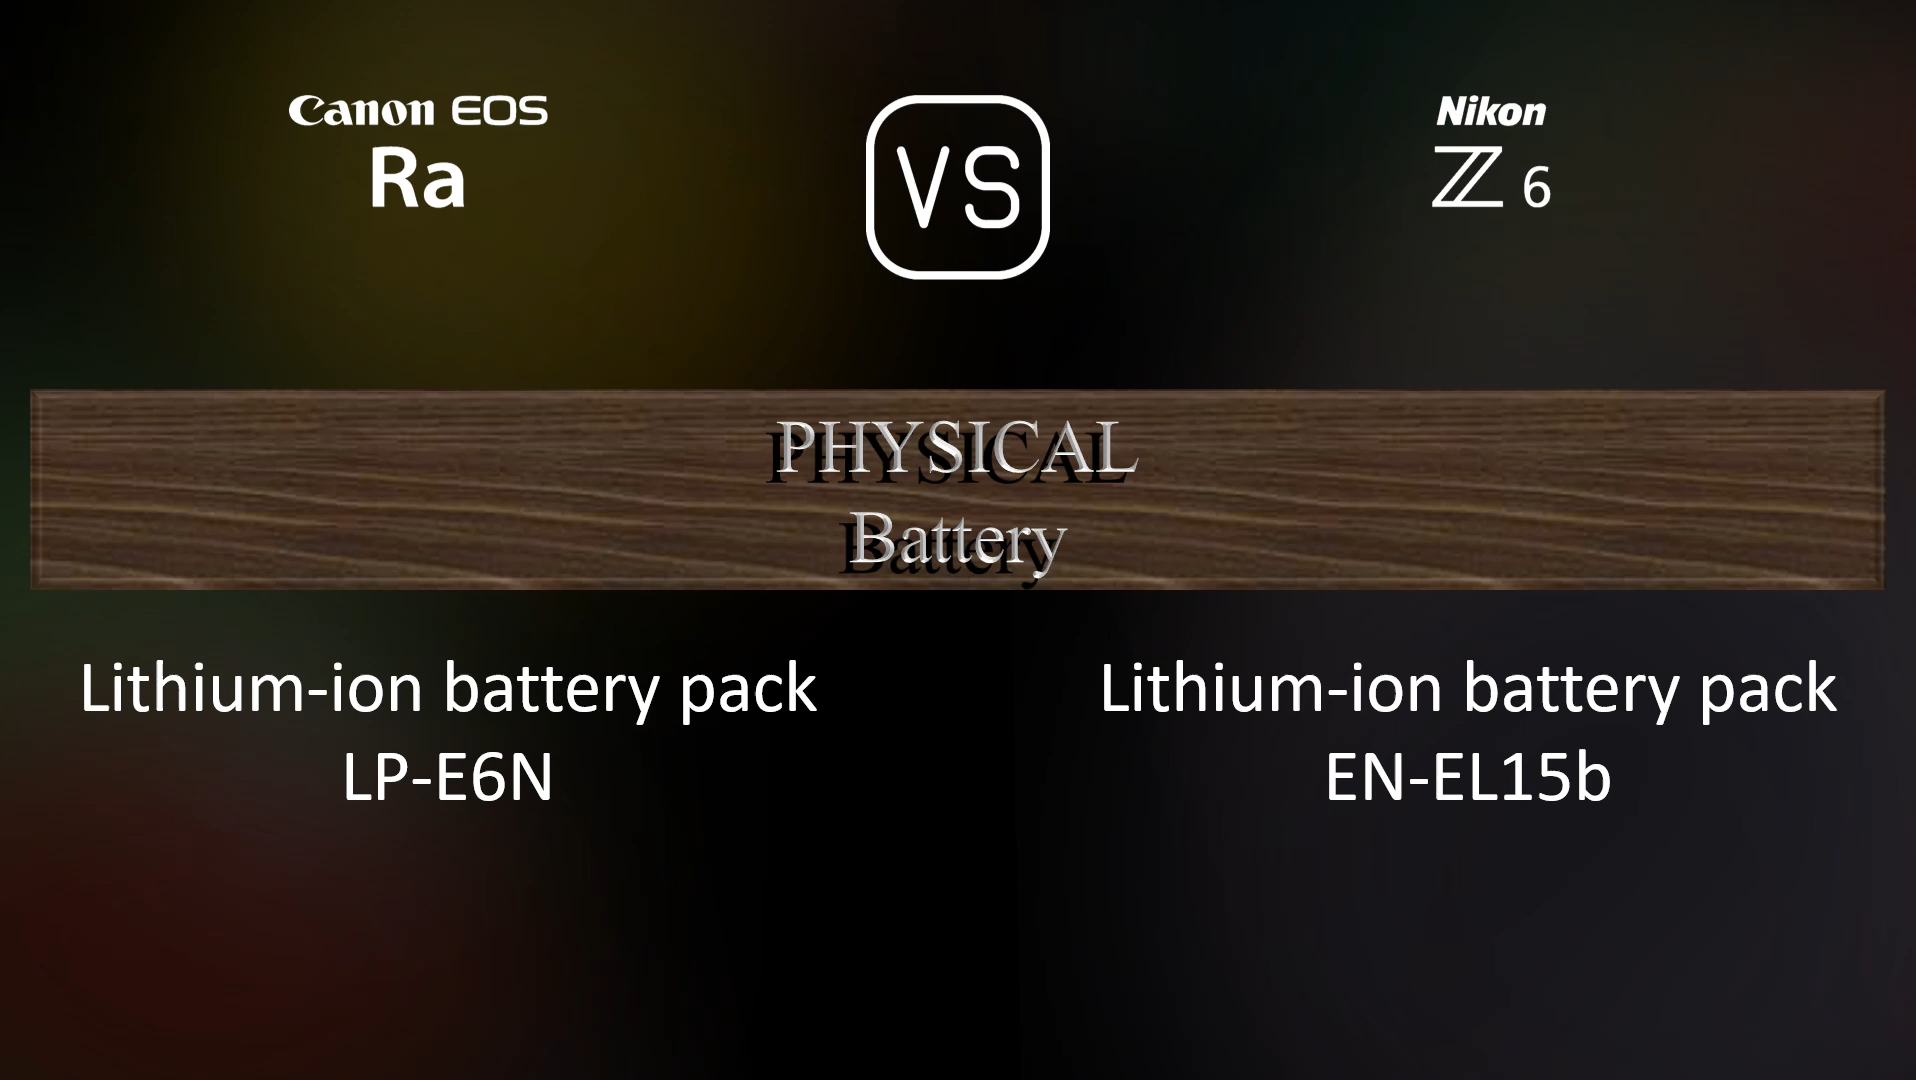 Canon EOS
Ra
VS
Nikon
Z 6
PHYSICAL
Battery
Lithium-ion battery pack
LP-E6N
Lithium-ion battery pack
EN-EL15b